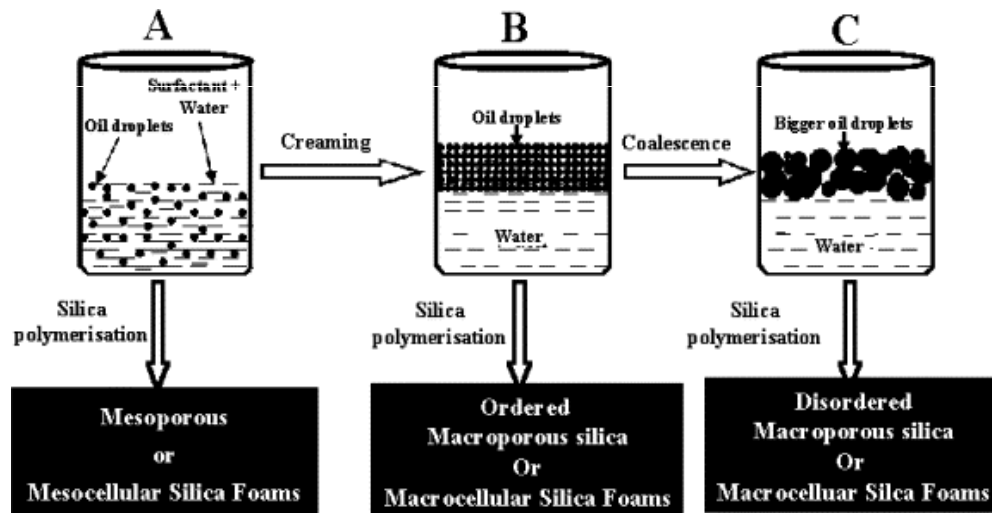 A
B
C
Surfactant +
Water
Oil droplets
Creaming
Oil droplets
Coalescence
Bigger oil droplets
Water
Water
Silica
polymerisation
Silica
polymerisation
Silica
polymerisation
Mesoporous
or
Mesocellular Silica Foams
Ordered
Macroporous silica
Or
Macrocellular Silica Foams
Disordered
Macroporous silica
Or
Macrocelluar Silca Foams